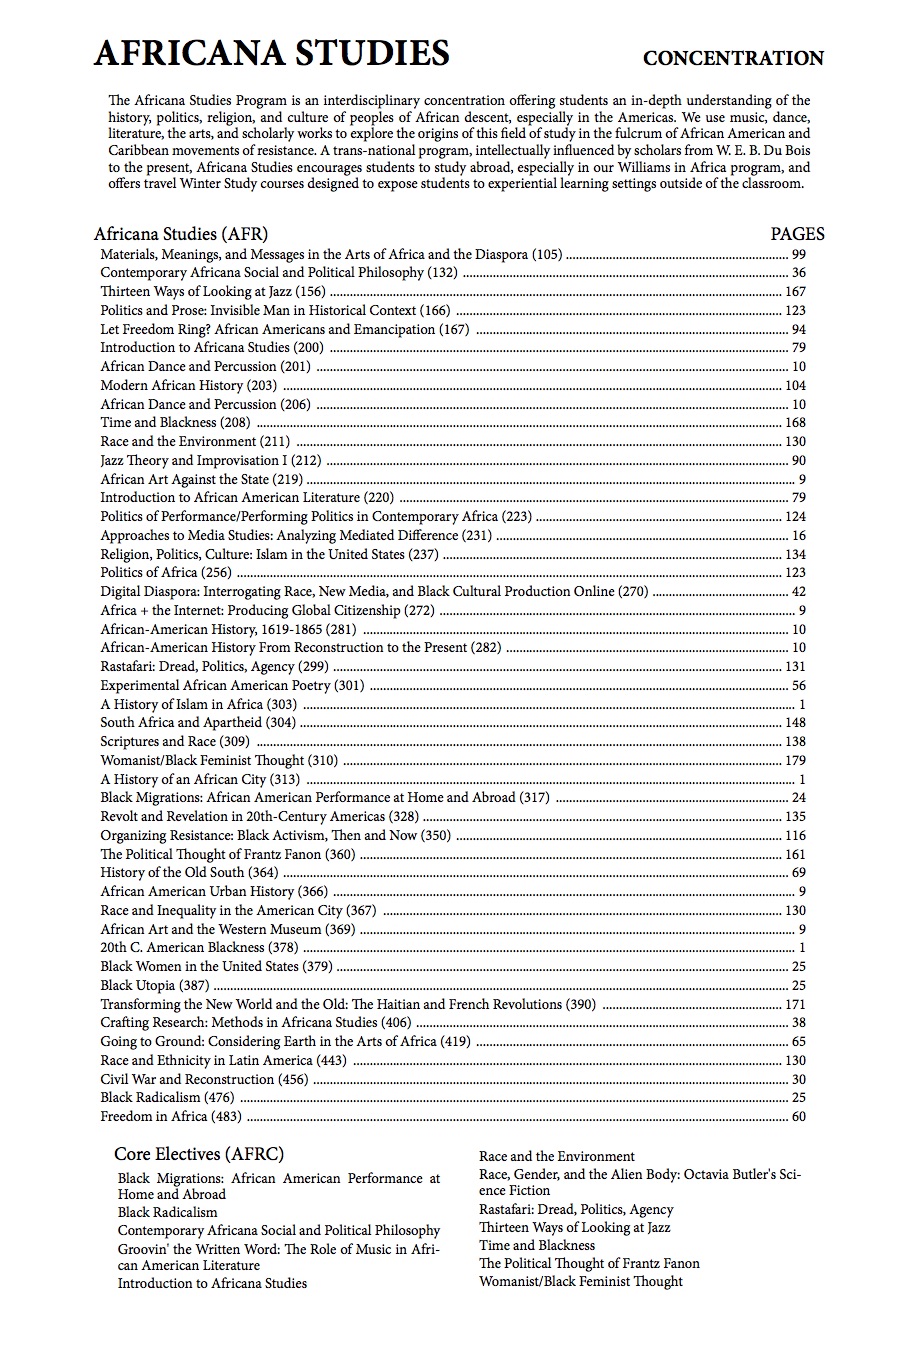 AFRICANA STUDIES CONCENTRATION
The Africana Studies Program is an interdisciplinary concentration offering students an in-depth understanding of the
history, politics, religion, and culture of peoples of African descent, especially in the Americas. We use music, dance,
literature, the arts, and scholarly works to explore the origins of this field of study in the fulcrum of African American and
Caribbean movements of resistance. A trans-national program, intellectually influenced by scholars from W. E. B. Du Bois
to the present, Africana Studies encourages students to study abroad, especially in our Williams in Africa program, and
offers travel Winter Study courses designed to expose students to experiential learning settings outside of the classroom.
Africana Studies (AFR) PAGES
Materials, Meanings, and Messages in the Arts of Africa and the Diaspora (105) ... 99
Contemporary Africana Social and Political Philosophy (132) ... 36
Thirteen Ways of Looking at Jazz (156) ... 167
Politics and Prose: Invisible Man in Historical Context (166) ... 123
Let Freedom Ring? African Americans and Emancipation (167) ... 94
Introduction to Africana Studies (200) ... 79
African Dance and Percussion (201) ... 10
Modern African History (203) ... 104
African Dance and Percussion (206) ... 10
Time and Blackness (208) ... 168
Race and the Environment (211) ... 130
Jazz Theory and Improvisation I (212) ... 90
African Art Against the State (219) ... 9
Introduction to African American Literature (220) ... 79
Politics of Performance/Performing Politics in Contemporary Africa (223) ... 124
Approaches to Media Studies: Analyzing Mediated Difference (231) ... 16
Religion, Politics, Culture: Islam in the United States (237) ... 134
Politics of Africa (256) ... 123
Digital Diaspora: Interrogating Race, New Media, and Black Cultural Production Online (270) ... 42
Africa + the Internet: Producing Global Citizenship (272) ... 9
African-American History, 1619-1865 (281) ... 10
African-American History From Reconstruction to the Present (282) ... 10
Rastafari: Dread, Politics, Agency (299) ... 131
Experimental African American Poetry (301) ... 56
A History of Islam in Africa (303) ... 1
South Africa and Apartheid (304) ... 148
Scriptures and Race (309) ... 138
Womanist/Black Feminist Thought (310) ... 179
A History of an African City (313) ... 1
Black Migrations: African American Performance at Home and Abroad (317) ... 24
Revolt and Revelation in 20th-Century Americas (328) ... 135
Organizing Resistance: Black Activism, Then and Now (350) ... 116
The Political Thought of Frantz Fanon (360) ... 161
History of the Old South (364) ... 69
African American Urban History (366) ... 9
Race and Inequality in the American City (367) ... 130
African Art and the Western Museum (369) ... 9
20th C. American Blackness (378) ... 1
Black Women in the United States (379) ... 25
Black Utopia (387) ... 25
Transforming the New World and the Old: The Haitian and French Revolutions (390) ... 171
Crafting Research: Methods in Africana Studies (406) ... 38
Going to Ground: Considering Earth in the Arts of Africa (419) ... 65
Race and Ethnicity in Latin America (443) ... 130
Civil War and Reconstruction (456) ... 30
Black Radicalism (476) ... 25
Freedom in Africa (483) ... 60
Core Electives (AFRC)
Black Migrations: African American Performance at
Home and Abroad
Black Radicalism
Contemporary Africana Social and Political Philosophy
Groovin' the Written Word: The Role of Music in Afri-
can American Literature
Introduction to Africana Studies
Race and the Environment
Race, Gender, and the Alien Body: Octavia Butler's Sci-
ence Fiction
Rastafari: Dread, Politics, Agency
Thirteen Ways of Looking at Jazz
Time and Blackness
The Political Thought of Frantz Fanon
Womanist/Black Feminist Thought